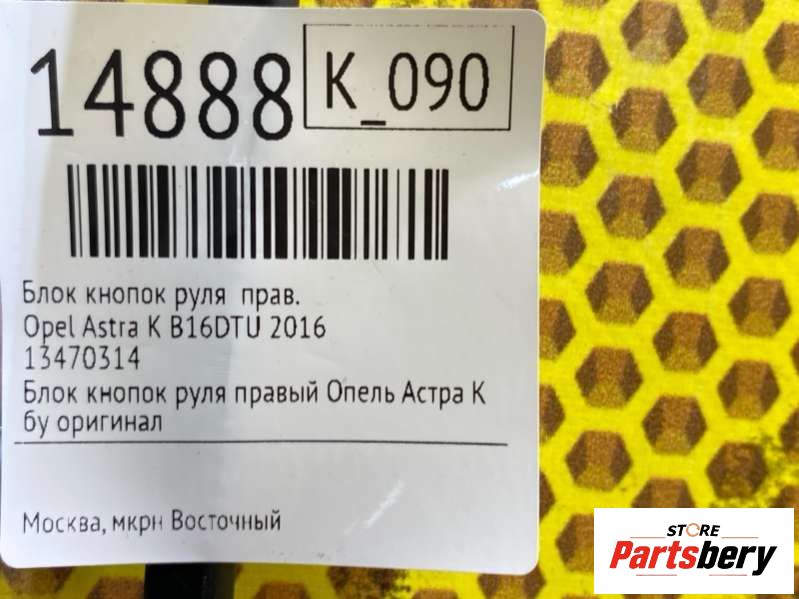 14888
K_090
Блок кнопок руля прав.
Opel Astra K B16DTU 2016
13470314
Блок кнопок руля правый Опель Астра К
бу оригинал
Москва, мкрн Восточный
STORE
Partsbery